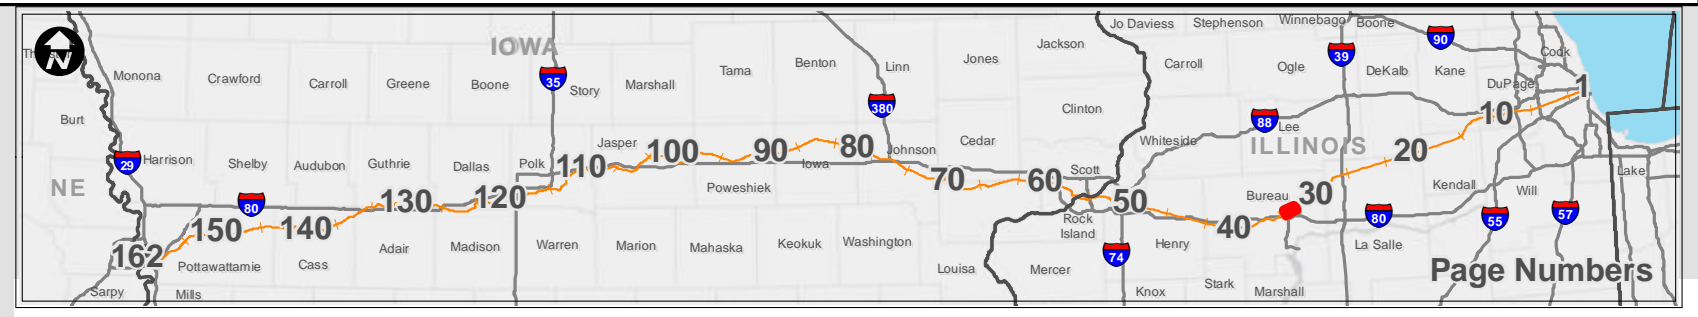 Jo Daviess Stephenson Winnebago Boone
IOWA
N
Monona Crawford Carroll Greene Boone Story Marshall Tama Benton Linn Jones Jackson Carroll Ogle DeKalb Kane Cook
35 380 39 90
DuPage 1
Burt Clinton 10
88 Lee
Whiteside ILLINOIS 20
29 Harrison Shelby Audubon Guthrie Dallas Polk Jasper 100 90 80 Johnson Cedar Scott
110 Iowa
NE 80 130 120 Poweshiek 70 60 50 Bureau 30 Kendall Will Lake
162 150 140 Rock Island 40 80 55 57
Pottawattamie Cass Adair Madison Warren Marion Mahaska Keokuk Washington Henry La Salle
74
Louisa Mercer Stark Marshall Page Numbers
Sarpy Mills Knox